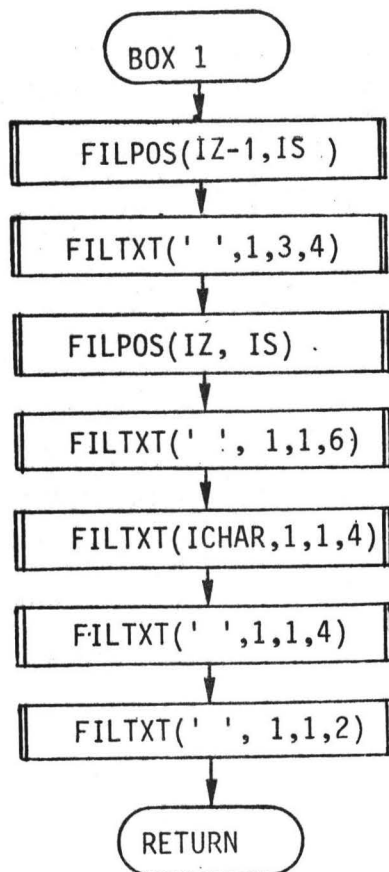 BOX 1
FILPOS(IZ-1,IS )
FILTXT(' ',1,3,4)
FILPOS(IZ, IS)
FILTXT(' ', 1,1,6)
FILTXT(ICHAR,1,1,4)
FILTXT(' ',1,1,4)
FILTXT(' ', 1,1,2)
RETURN